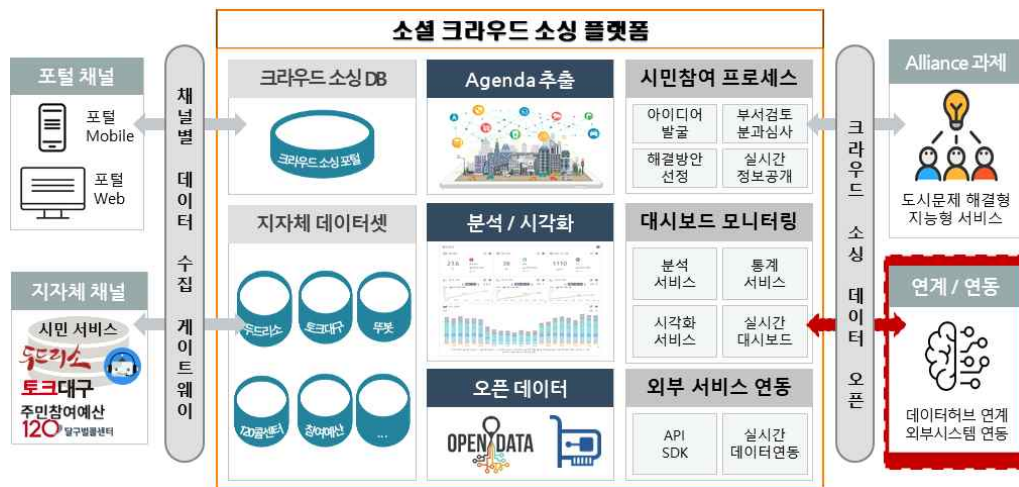 소셜 크라우드 소싱 플랫폼
포털 채널
포털
Mobile
포털
Web
지자체 채널
시민 서비스
두드리소
토크대구
주민참여예산
120 달구벌콜센터
채널별 데이터 수집 게이트웨이
크라우드 소싱 DB
크라우드 소싱 포털
지자체 데이터셋
두드리소
토크대구
뚜봇
120콜센터
참여예산
...
Agenda 추출
분석 / 시각화
오픈 데이터
OPEN DATA
시민참여 프로세스
아이디어
발굴
부서검토
분과심사
해결방안
선정
실시간
정보공개
대시보드 모니터링
분석
서비스
통계
서비스
시각화
서비스
실시간
대시보드
외부 서비스 연동
API
SDK
실시간
데이터연동
크라우드 소싱 데이터 오픈
Alliance 과제
도시문제 해결형
지능형 서비스
연계 / 연동
데이터허브 연계
외부시스템 연동